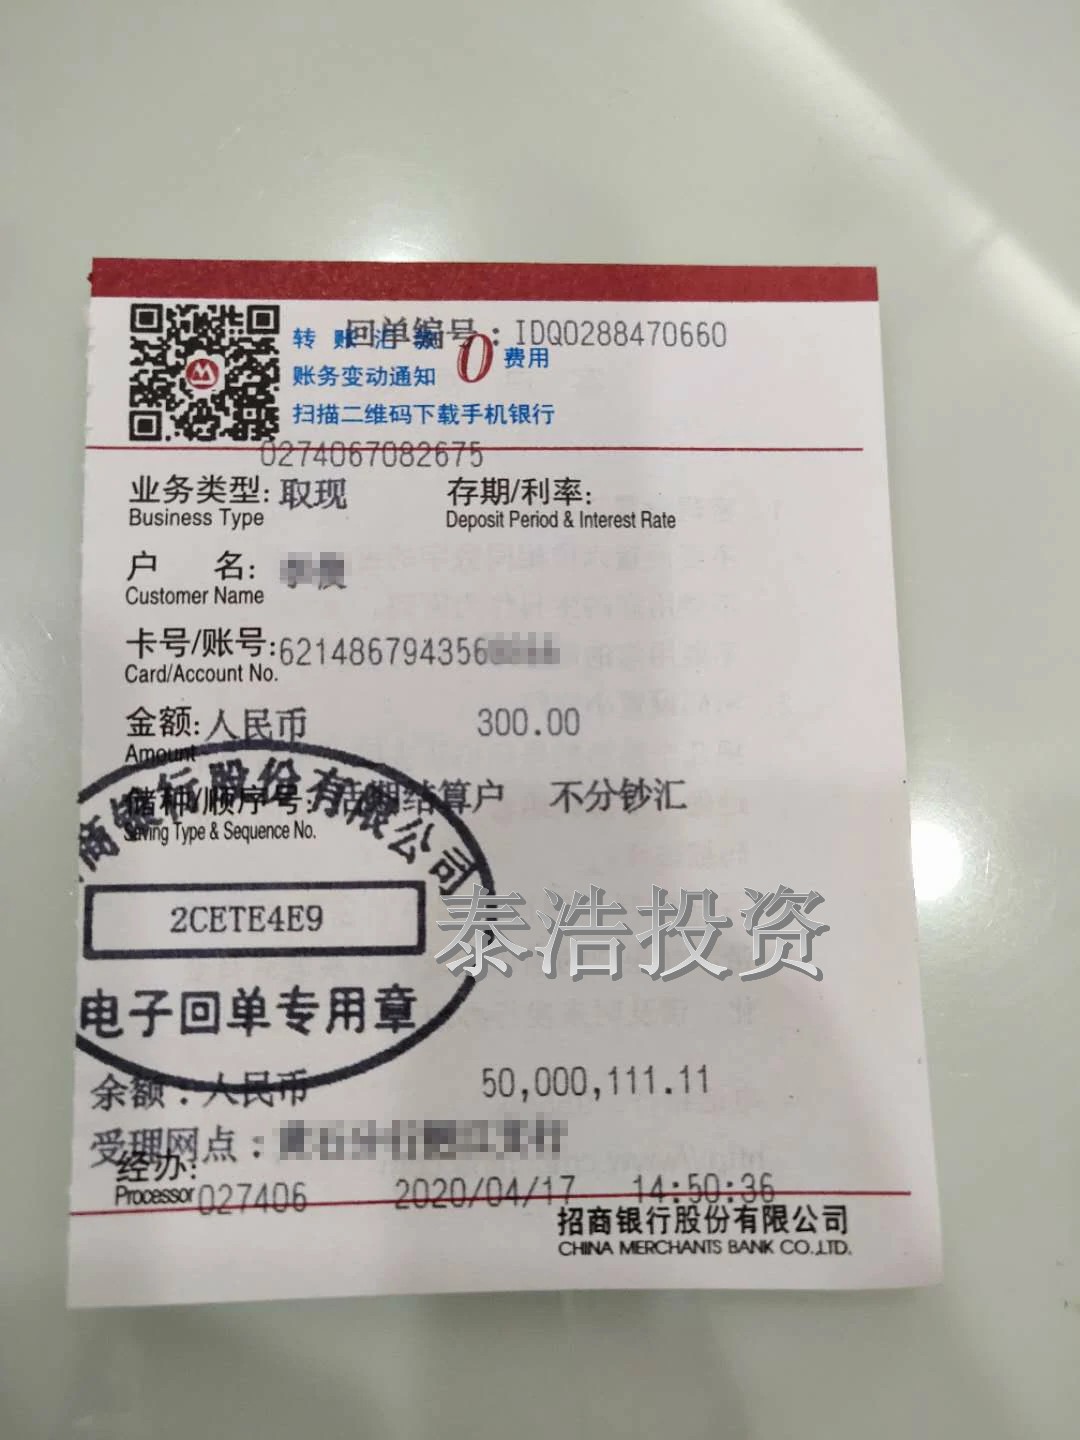 回单编号：IDQ0288470660
转账汇款 0 费用
账务变动通知
扫描二维码下载手机银行
0274067082675
业务类型: 取现 存期/利率:
Business Type Deposit Period & Interest Rate
户 名:
Customer Name
卡号/账号: 6214867943566
Card/Account No.
金额: 人民币 300.00
Amount
储种/顺序号: 活期结算户 不分钞汇
Saving Type & Sequence No.
商银行股份有限公司
2CETE4E9
泰浩投资
电子回单专用章
余额：人民币 50,000,111.11
受理网点：
经办:
Processor 027406 2020/04/17 14:50:36
招商银行股份有限公司
CHINA MERCHANTS BANK CO.,LTD.